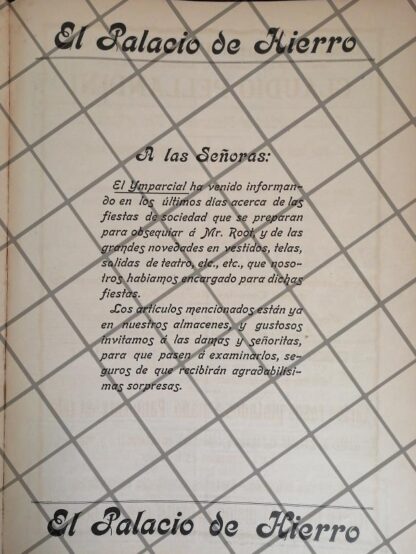 El Palacio de Hierro
A las Señoras:
El Ymparcial ha venido informan-
do en los últimos dias acerca de las
fiestas de sociedad que se preparan
para obsequiar á Mr. Root, y de las
grandes novedades en vestidos, telas,
salidas de teatro, etc., etc., que noso-
tros habiamos encargado para dichas
fiestas.
Los artículos mencionados están ya
en nuestros almacenes, y gustosos
invitamos á las damas y señoritas,
para que pasen á examinarlos, se-
guros de que recibirán agradabilísi-
mas sorpresas.
El Palacio de Hierro